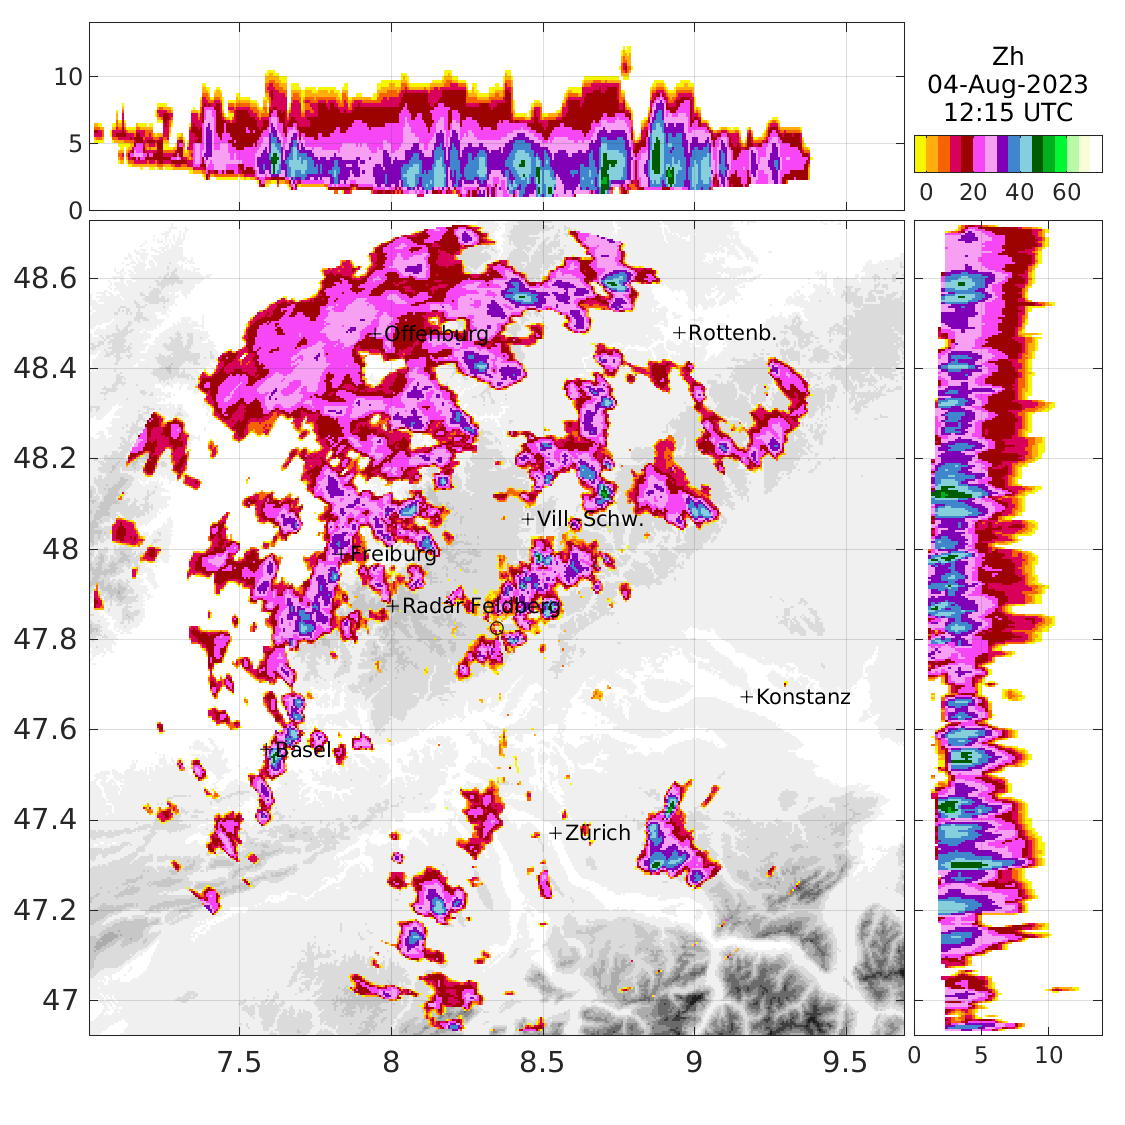 10
5
0
Zh
04-Aug-2023
12:15 UTC
0 20 40 60
48.6
48.4
48.2
48
47.8
47.6
47.4
47.2
47
+Offenburg
+Rottenb.
+Vill.-Schw.
+Freiburg
+Radar Feldberg
+Konstanz
+Basel
+Zürich
7.5 8 8.5 9 9.5
0 5 10